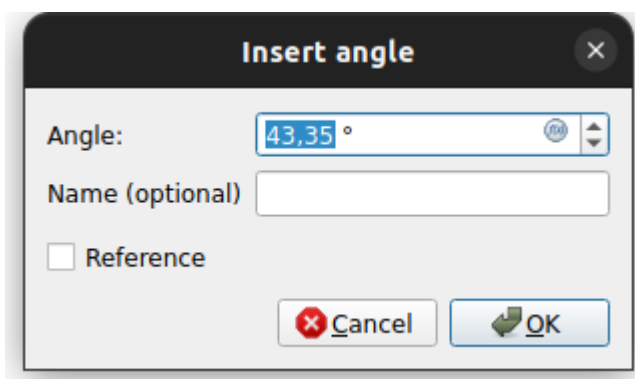 Insert angle
Angle: 43,35 °
Name (optional)
Reference
Cancel OK